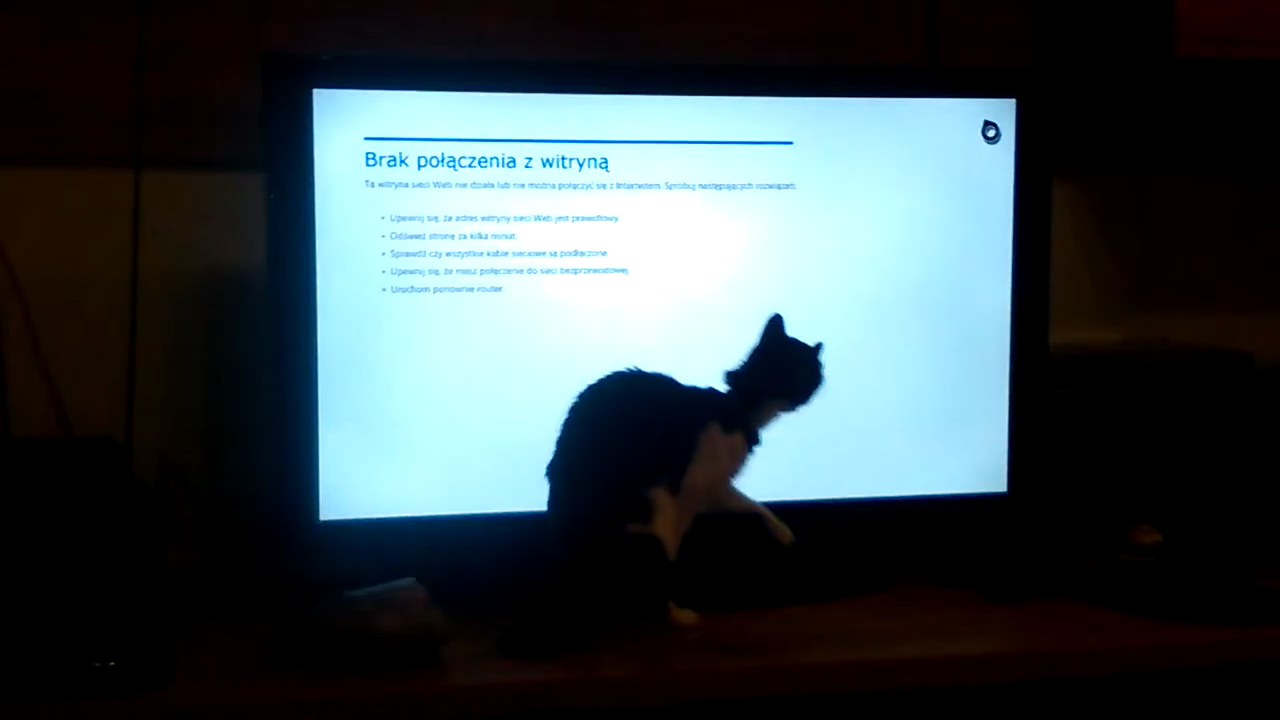 Brak połączenia z witryną
Ta witryna sieci Web nie działa lub nie można połączyć się z Internetem. Spróbuj następujących rozwiązań:
• Upewnij się, że adres witryny sieci Web jest prawidłowy.
• Odśwież stronę za kilka minut.
• Sprawdź czy wszystkie kable sieciowe są podłączone.
• Upewnij się, że masz połączenie do sieci bezprzewodowej.
• Uruchom ponownie router.